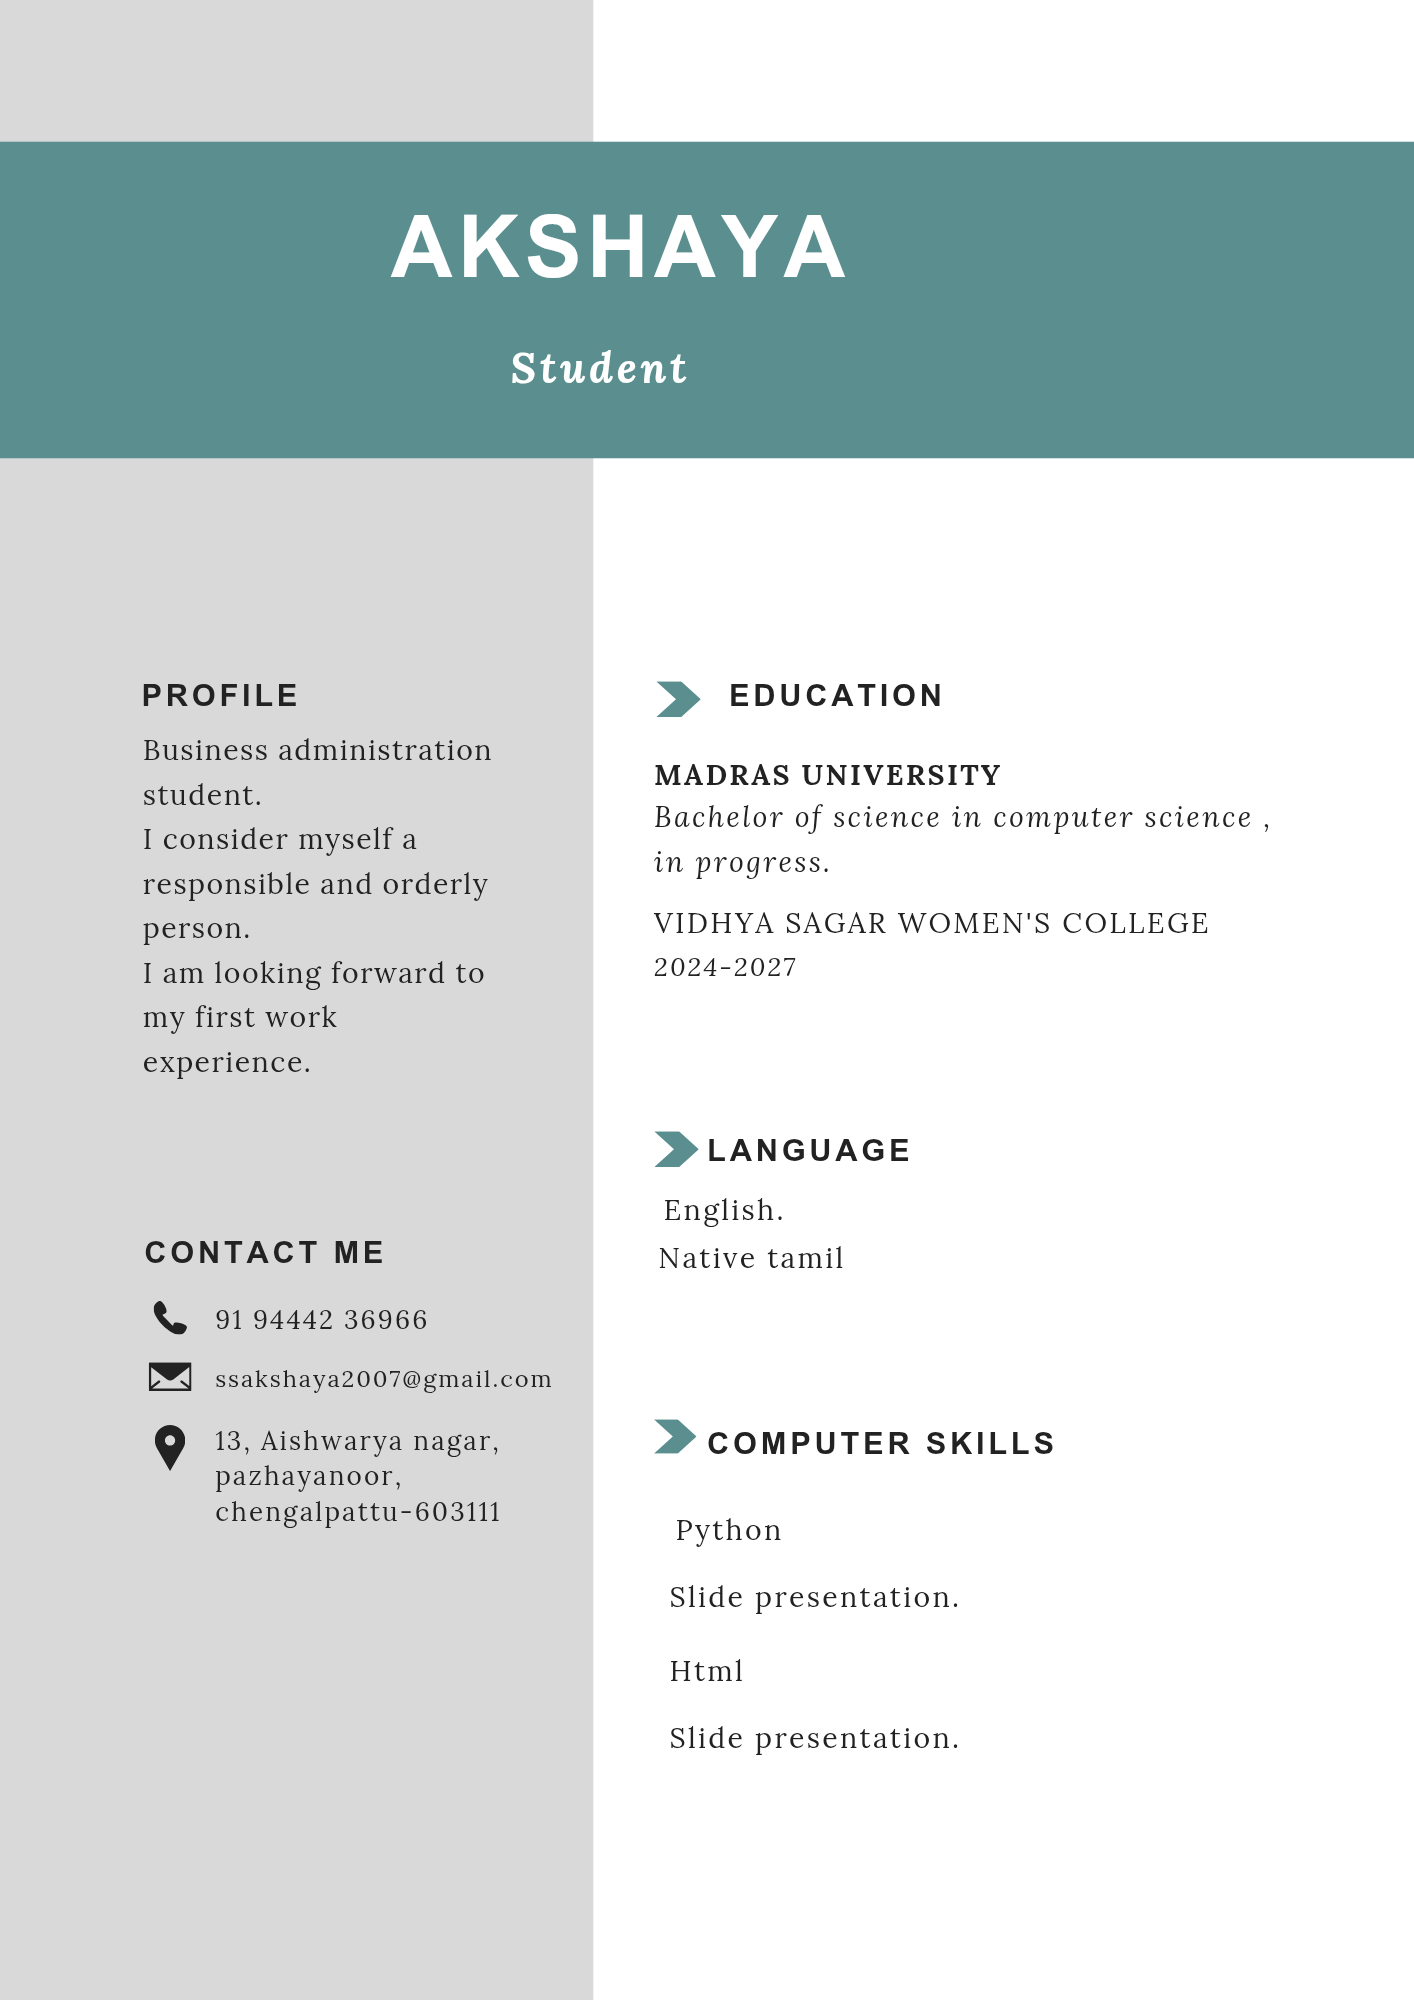 AKSHAYA
Student
PROFILE
Business administration
student.
I consider myself a
responsible and orderly
person.
I am looking forward to
my first work
experience.
CONTACT ME
91 94442 36966
ssakshaya2007@gmail.com
13, Aishwarya nagar,
pazhayanoor,
chengalpattu-603111
EDUCATION
MADRAS UNIVERSITY
Bachelor of science in computer science ,
in progress.
VIDHYA SAGAR WOMEN'S COLLEGE
2024-2027
LANGUAGE
English.
Native tamil
COMPUTER SKILLS
Python
Slide presentation.
Html
Slide presentation.